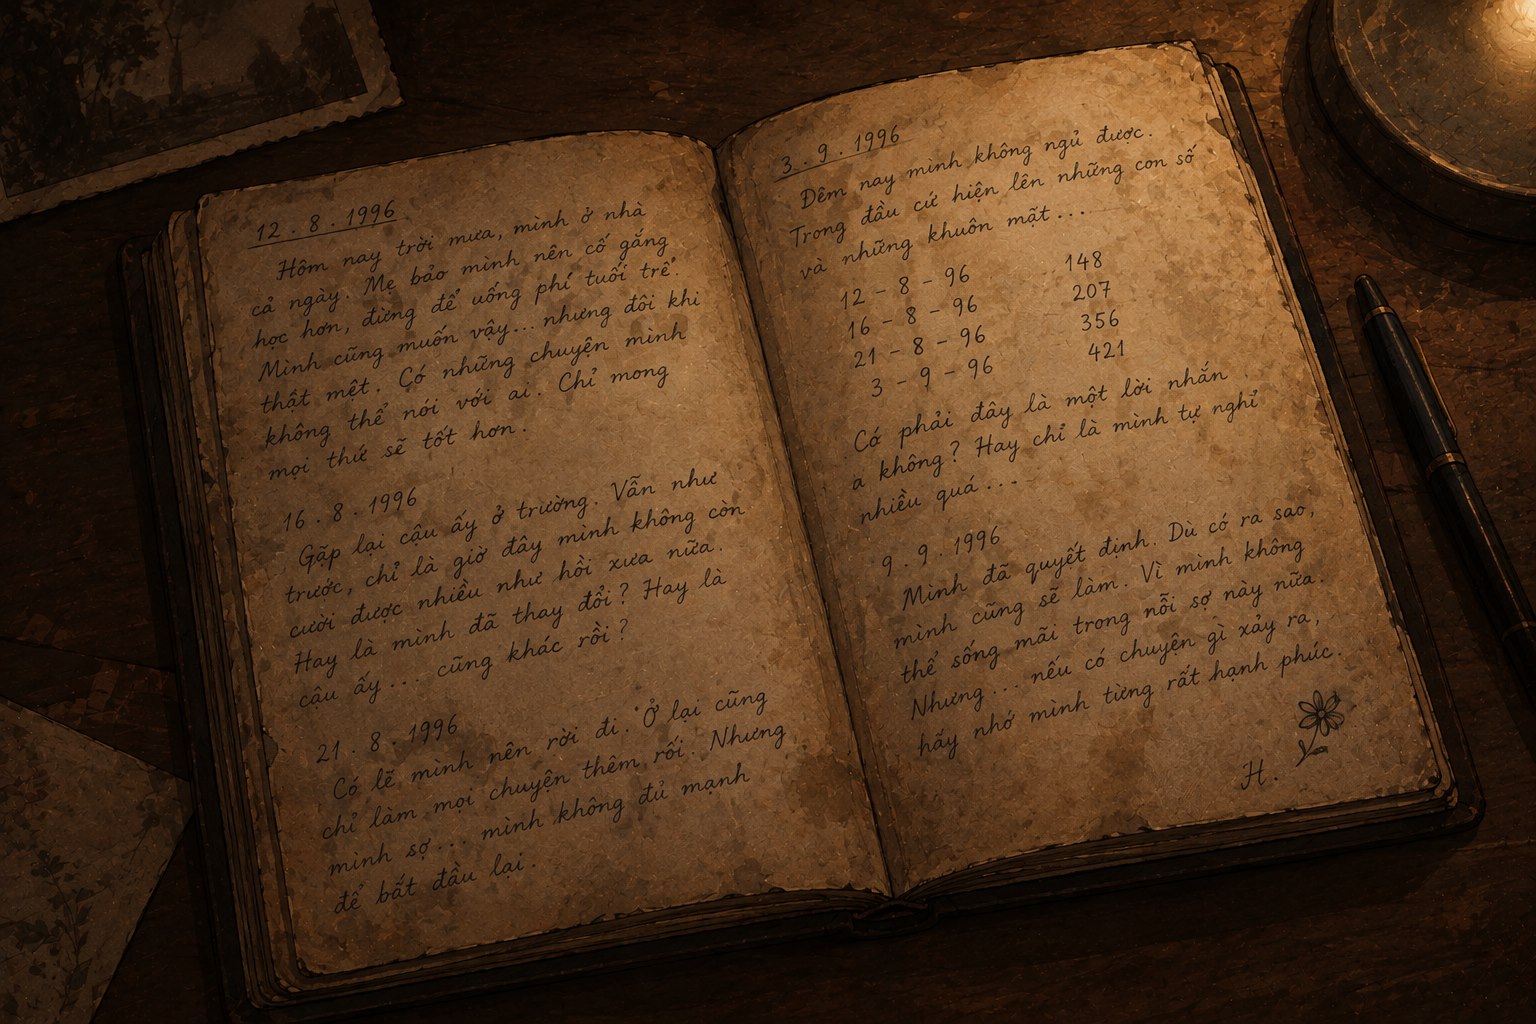 12 . 8 . 1996
Hôm nay trời mưa, mình ở nhà
cả ngày. Mẹ bảo mình nên cố gắng
học hơn, đừng để uổng phí tuổi trẻ.
Mình cũng muốn vậy... nhưng đôi khi
thật mệt. Có những chuyện mình
không thể nói với ai. Chỉ mong
mọi thứ sẽ tốt hơn.
16 . 8 . 1996
Gặp lại cậu ấy ở trường. Vẫn như
trước, chỉ là giờ đây mình không còn
cười được nhiều như hồi xưa nữa.
Hay là mình đã thay đổi? Hay là
cậu ấy... cũng khác rồi?
21 . 8 . 1996
Có lẽ mình nên rời đi. Ở lại cũng
chỉ làm mọi chuyện thêm rối. Nhưng
mình sợ... mình không đủ mạnh
để bắt đầu lại.
3 . 9 . 1996
Đêm nay mình không ngủ được.
Trong đầu cứ hiện lên những con số
và những khuôn mặt...
12 - 8 - 96 148
16 - 8 - 96 207
21 - 8 - 96 356
3 - 9 - 96 421
Có phải đây là một lời nhắn
a không? Hay chỉ là mình tự nghĩ
nhiều quá...
9 . 9 . 1996
Mình đã quyết định. Dù có ra sao,
mình cũng sẽ làm. Vì mình không
thể sống mãi trong nỗi sợ này nữa.
Nhưng... nếu có chuyện gì xảy ra,
hãy nhớ mình từng rất hạnh phúc.
H.